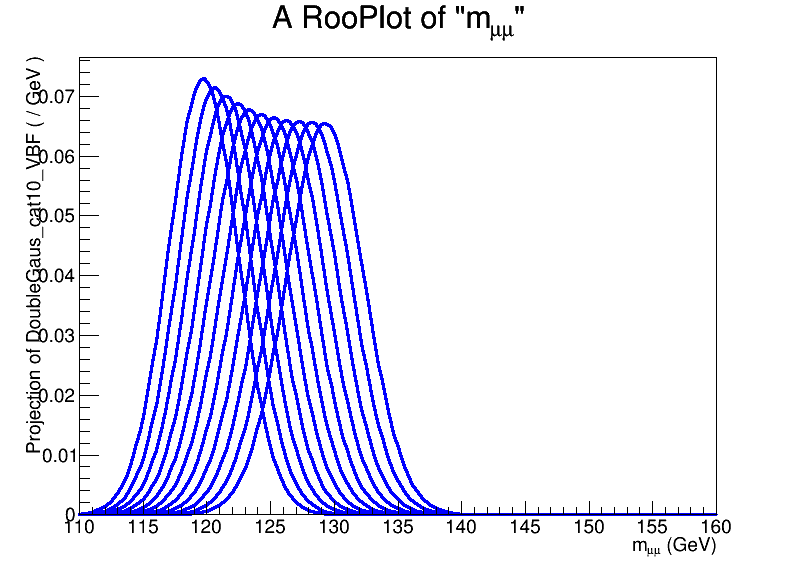 A RooPlot of "mμμ"
Projection of DoubleGaus_cat10_VBF ( / GeV )
0.07
0.06
0.05
0.04
0.03
0.02
0.01
0
110 115 120 125 130 135 140 145 150 155 160
mμμ (GeV)